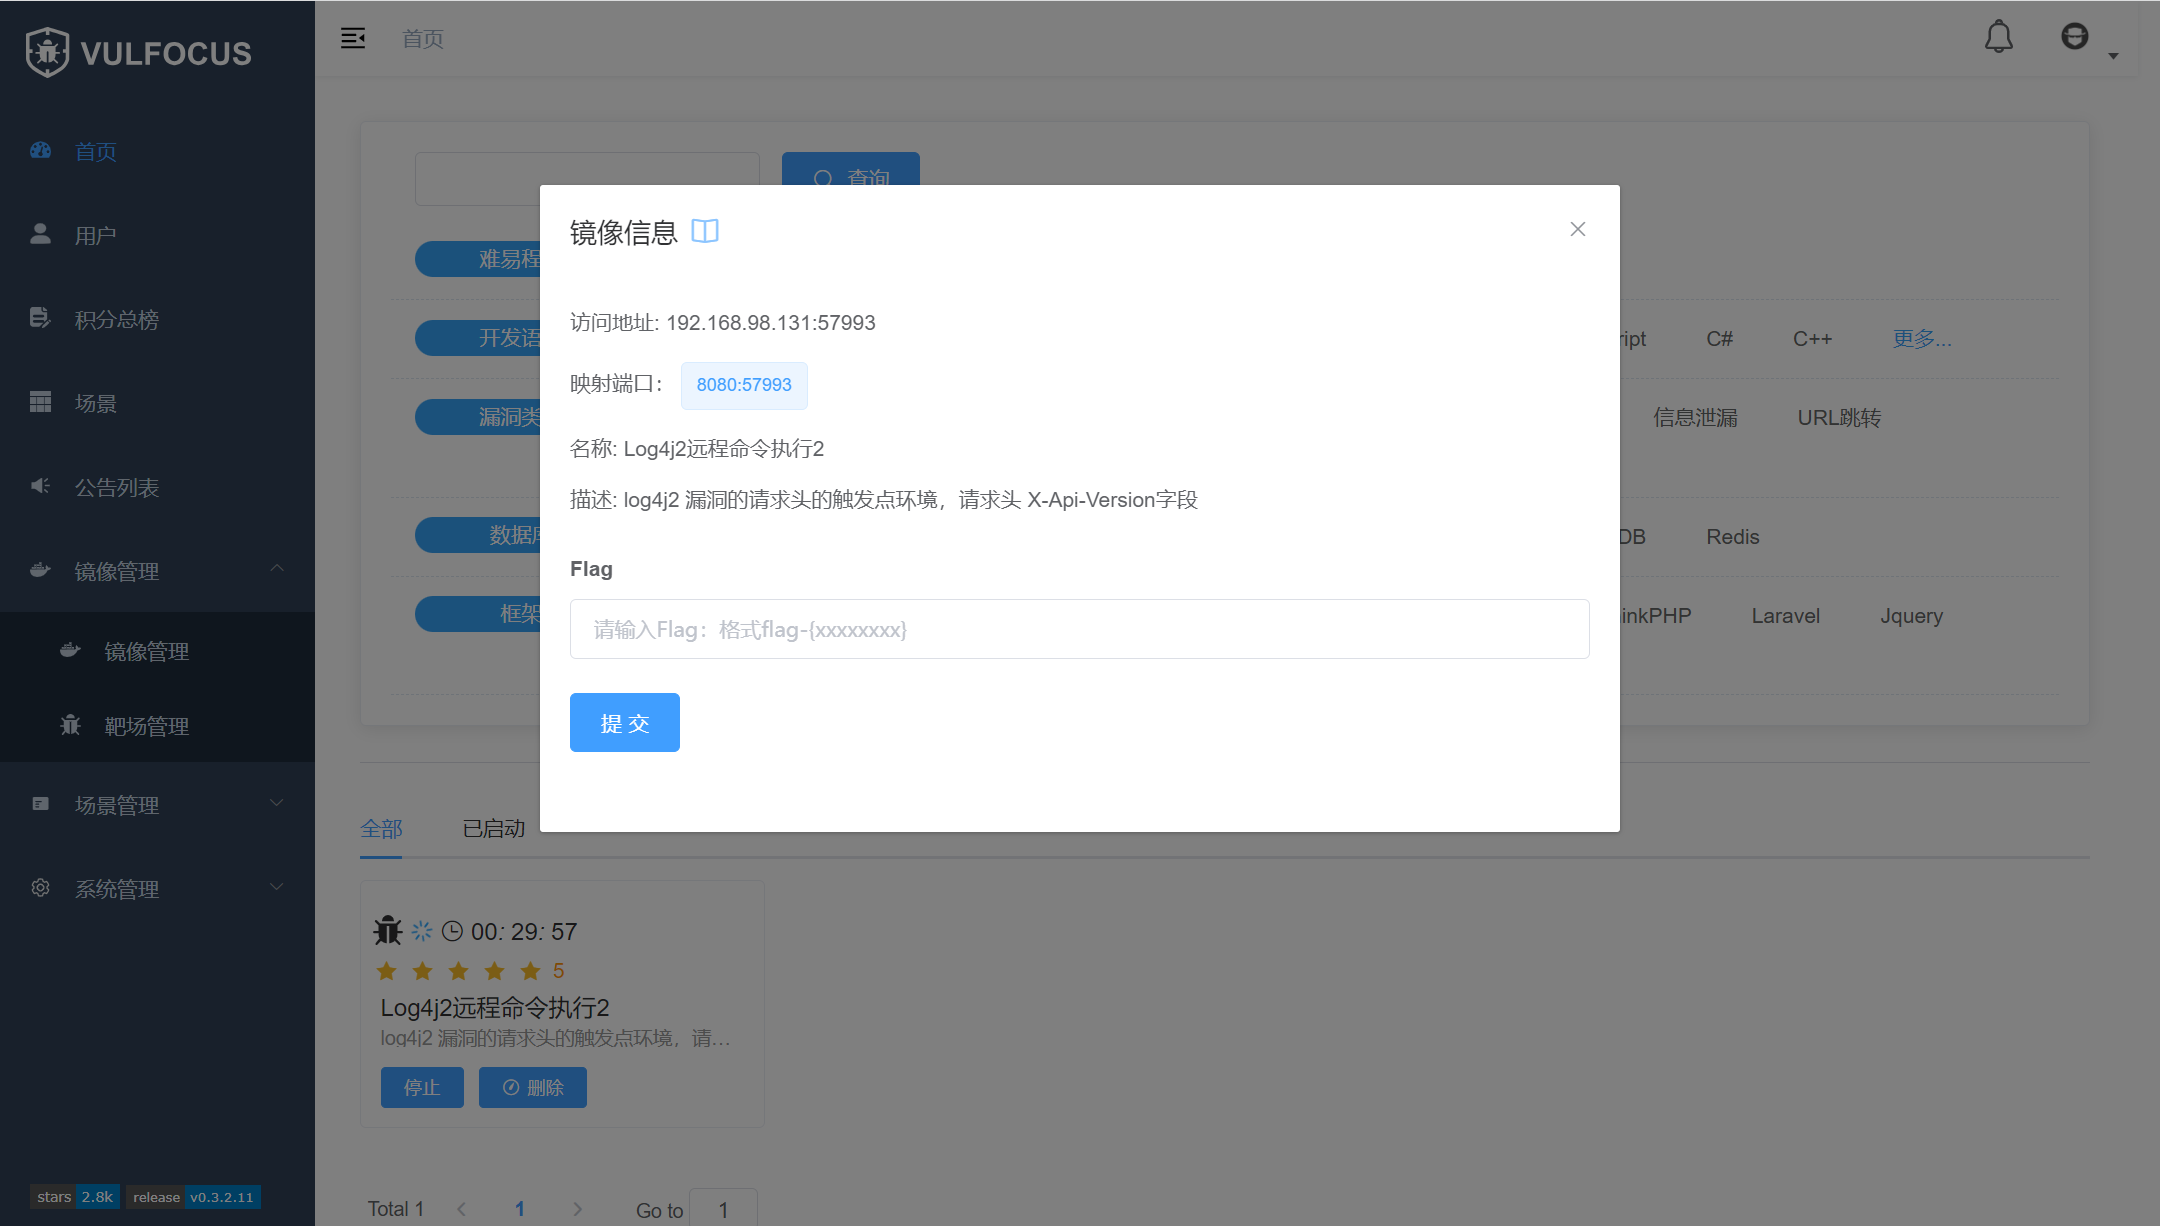 VULFOCUS
首页
首页
用户
积分总榜
场景
公告列表
镜像管理
镜像管理
靶场管理
场景管理
系统管理
stars 2.8k release v0.3.2.11
查询
难易程
开发语
ript C# C++ 更多...
漏洞类
信息泄漏 URL跳转
数据库
DB Redis
框架
inkPHP Laravel Jquery
镜像信息
访问地址: 192.168.98.131:57993
映射端口： 8080:57993
名称: Log4j2远程命令执行2
描述: log4j2 漏洞的请求头的触发点环境，请求头 X-Api-Version字段
Flag
请输入Flag：格式flag-{xxxxxxxx}
提 交
全部 已启动
00: 29: 57
5
Log4j2远程命令执行2
log4j2 漏洞的请求头的触发点环境，请…
停止 删除
Total 1 1 Go to 1